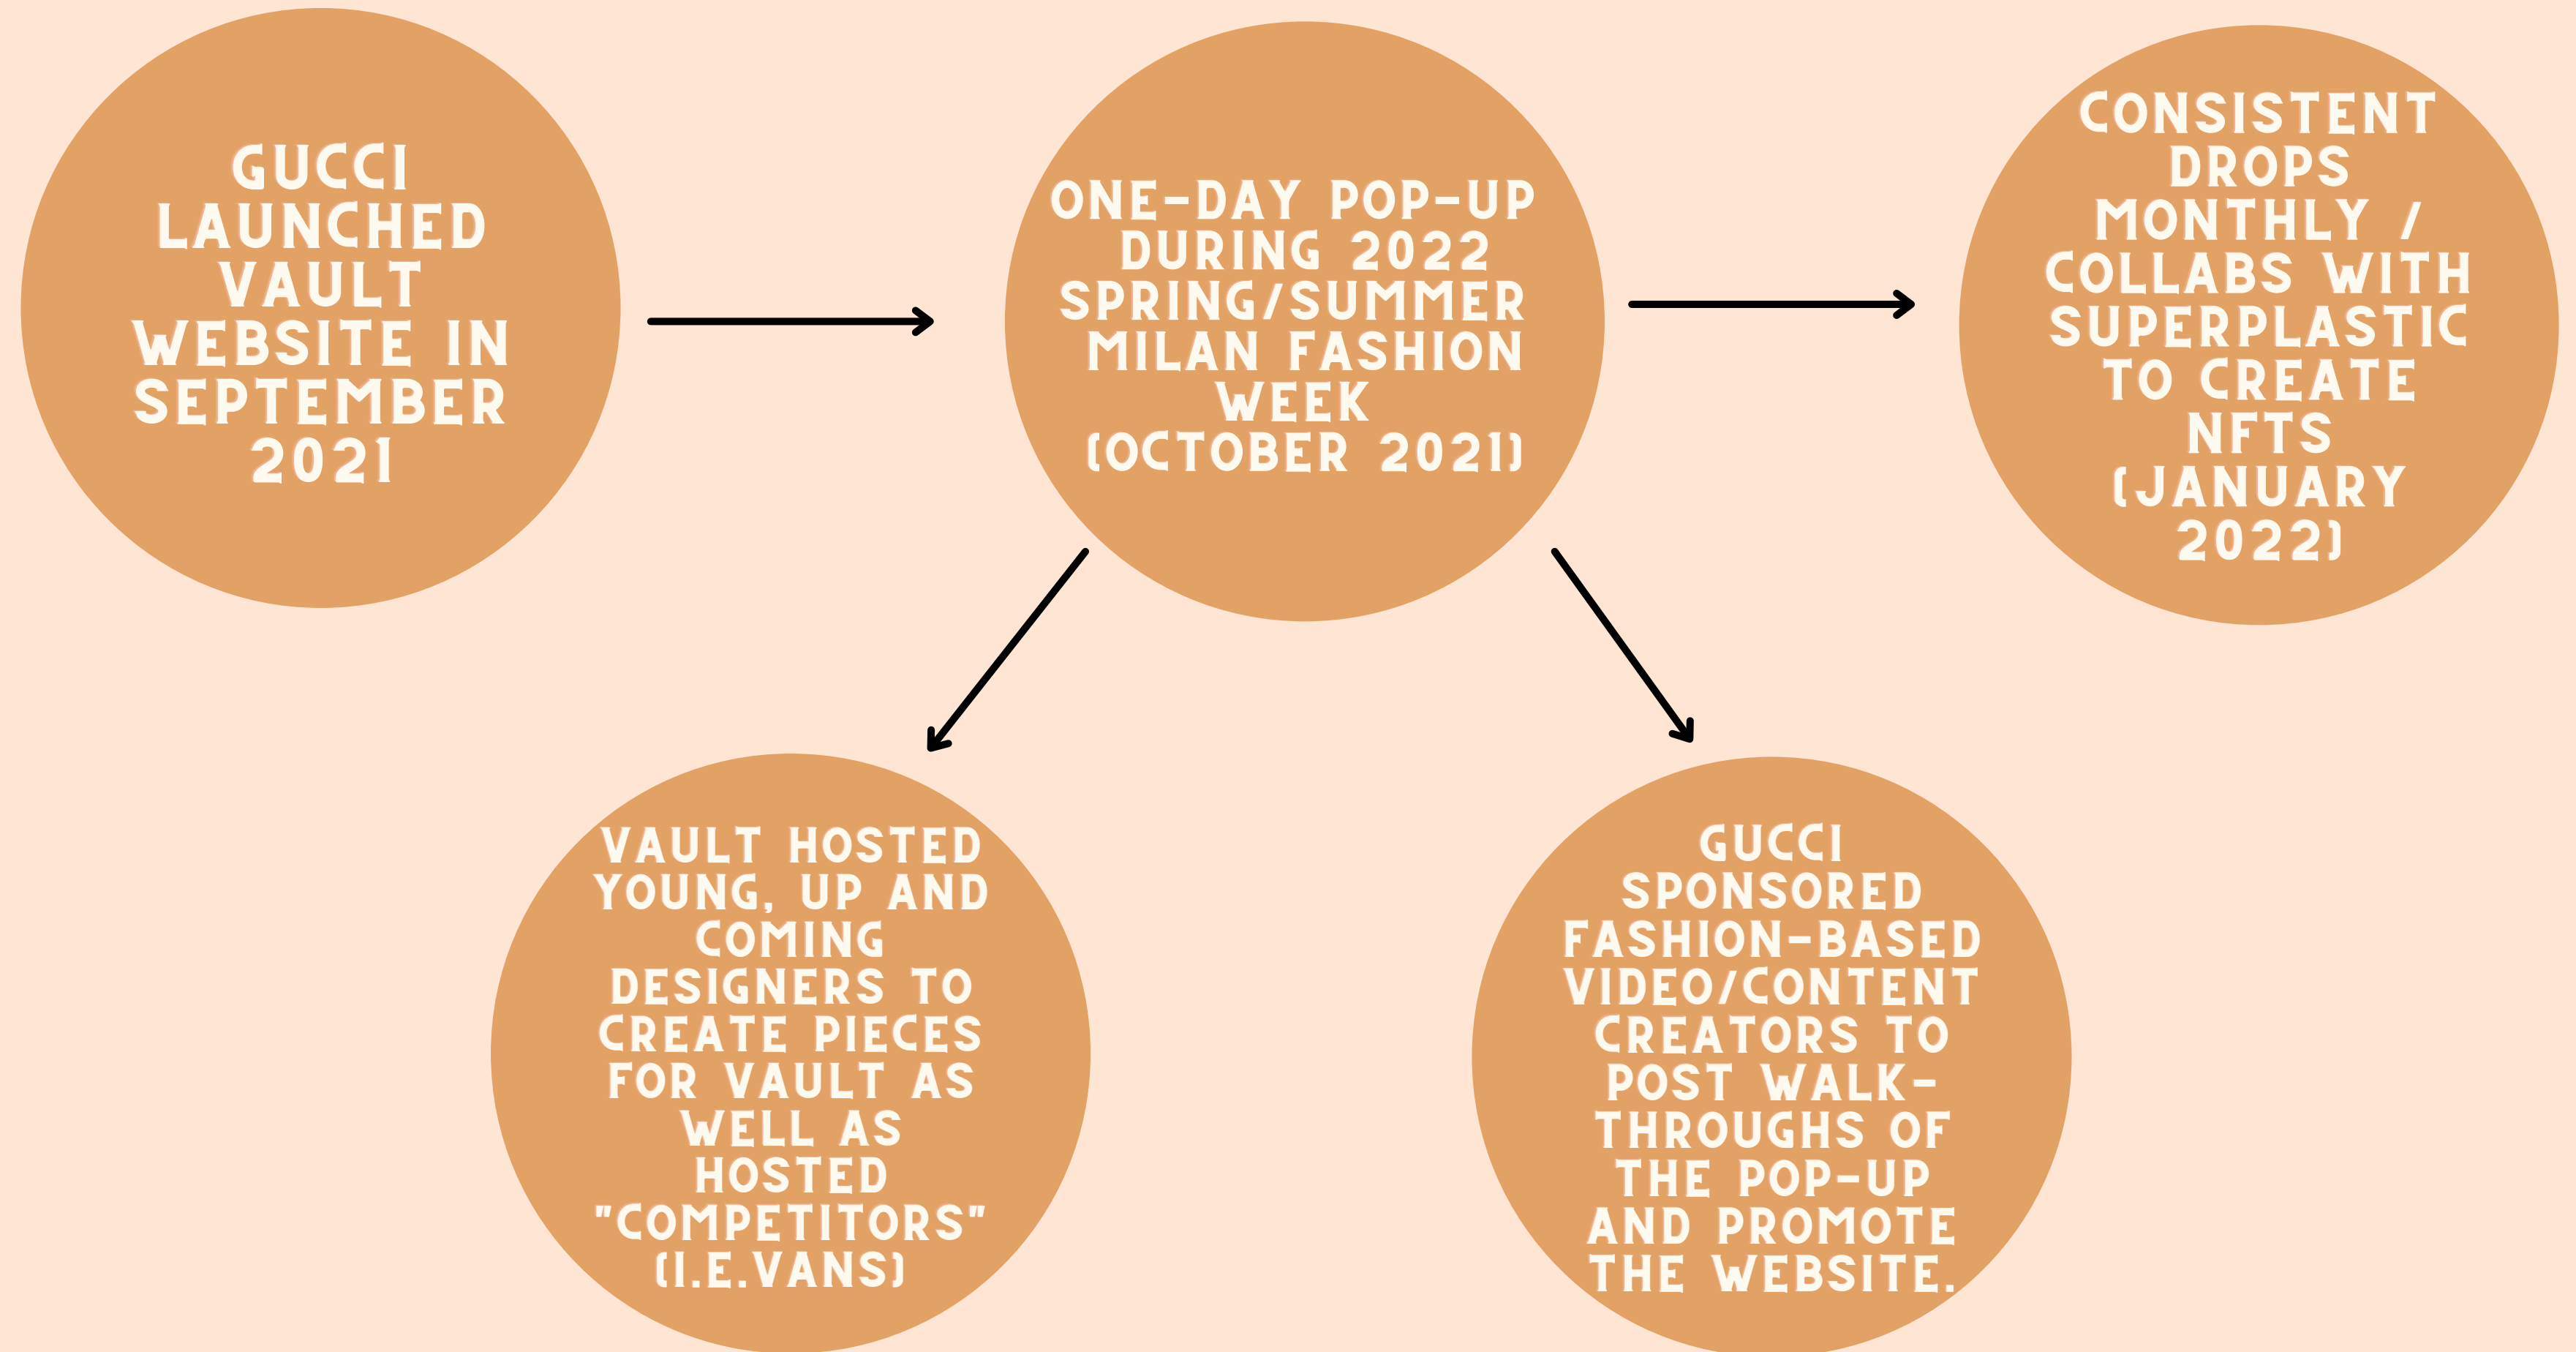 GUCCI
LAUNCHED
VAULT
WEBSITE IN
SEPTEMBER
2021
ONE-DAY POP-UP
DURING 2022
SPRING/SUMMER
MILAN FASHION
WEEK
(OCTOBER 2021)
CONSISTENT
DROPS
MONTHLY /
COLLABS WITH
SUPERPLASTIC
TO CREATE
NFTS
(JANUARY
2022)
VAULT HOSTED
YOUNG, UP AND
COMING
DESIGNERS TO
CREATE PIECES
FOR VAULT AS
WELL AS
HOSTED
"COMPETITORS"
(I.E.VANS)
GUCCI
SPONSORED
FASHION-BASED
VIDEO/CONTENT
CREATORS TO
POST WALK-
THROUGHS OF
THE POP-UP
AND PROMOTE
THE WEBSITE.